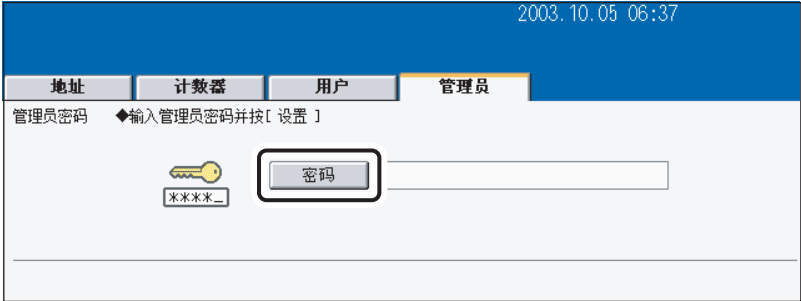 2003.10.05 06:37
地址 计数器 用户 管理员
管理员密码 ◆输入管理员密码并按[ 设置 ]
密码
****_